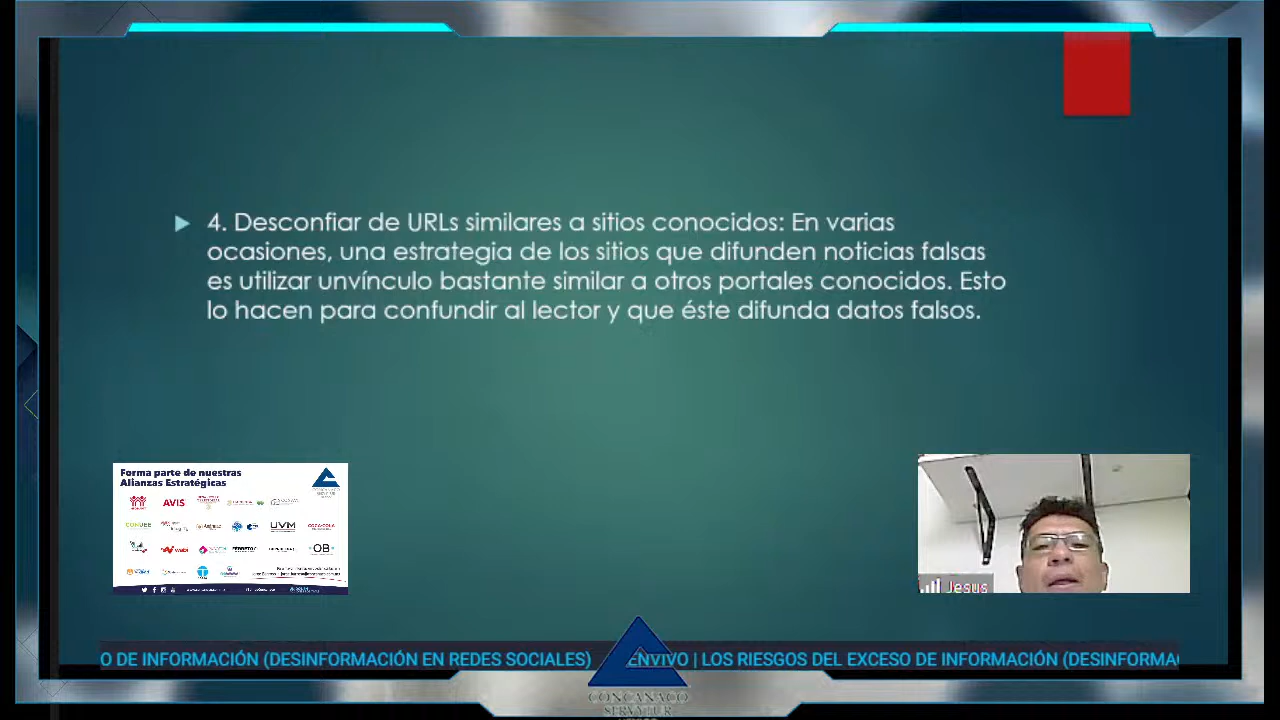 4. Desconfiar de URLs similares a sitios conocidos: En varias
ocasiones, una estrategia de los sitios que difunden noticias falsas
es utilizar unvínculo bastante similar a otros portales conocidos. Esto
lo hacen para confundir al lector y que éste difunda datos falsos.
Forma parte de nuestras
Alianzas Estratégicas
AVIS
UVM
COCA-COLA
OB
Jesus
O DE INFORMACIÓN (DESINFORMACIÓN EN REDES SOCIALES)
ENVIVO | LOS RIESGOS DEL EXCESO DE INFORMACIÓN (DESINFORMA
CONCANACO
SERVYTUR